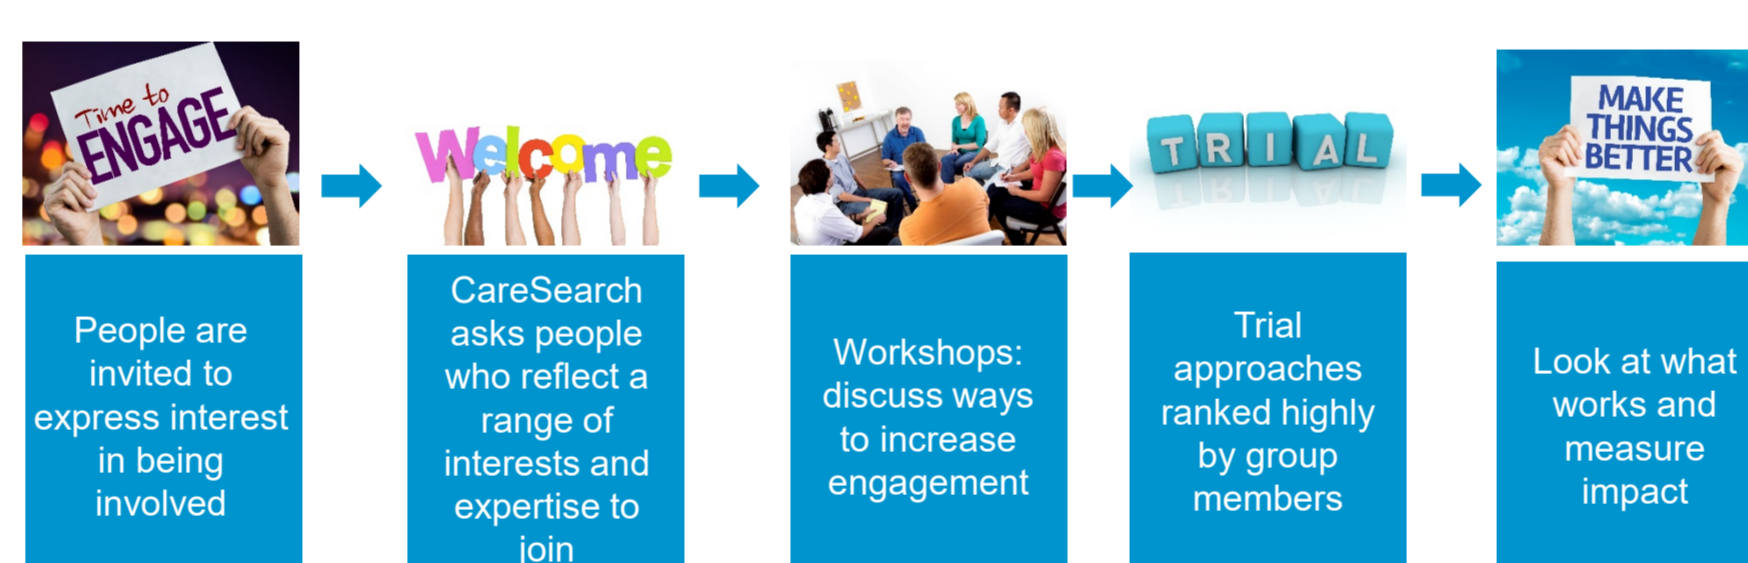 Time to
ENGAGE
Welcome
TRIAL
MAKE
THINGS
BETTER
People are
invited to
express interest
in being
involved
CareSearch
asks people
who reflect a
range of
interests and
expertise to
join
Workshops:
discuss ways
to increase
engagement
Trial
approaches
ranked highly
by group
members
Look at what
works and
measure
impact